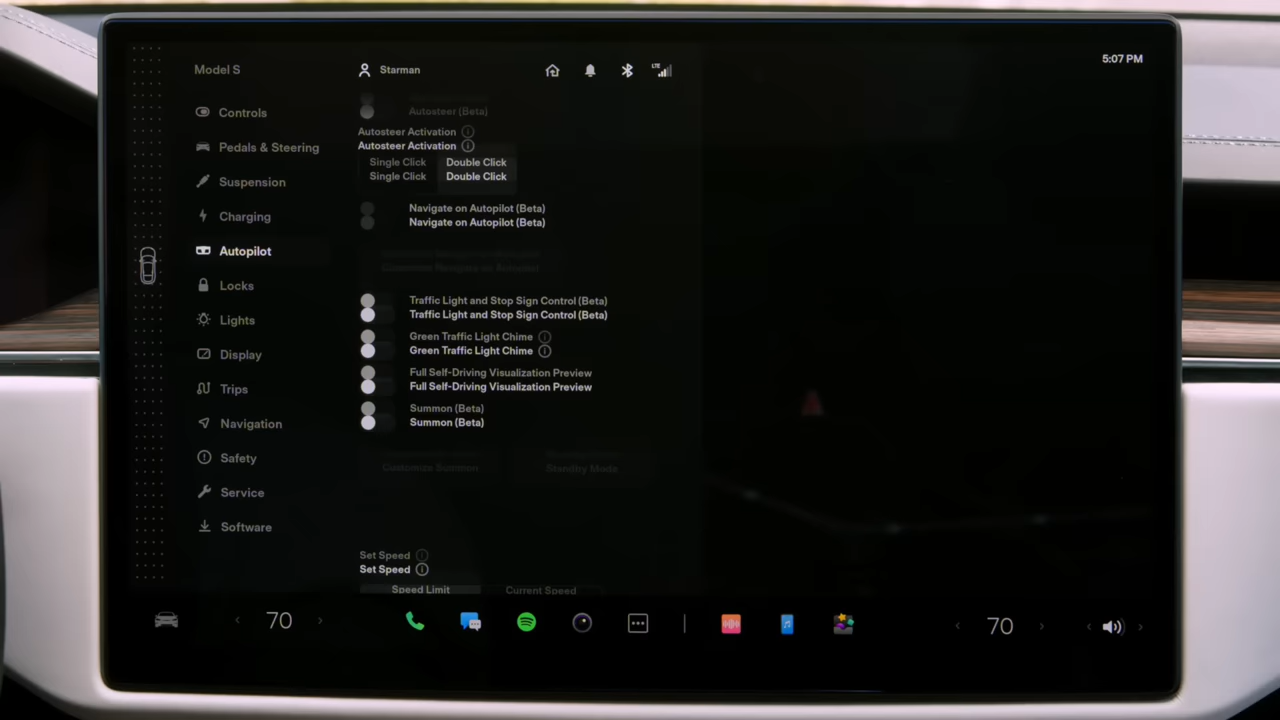 Model S
Starman
LTE
5:07 PM
Controls
Pedals & Steering
Suspension
Charging
Autopilot
Locks
Lights
Display
Trips
Navigation
Safety
Service
Software
Autosteer (Beta)
Autosteer Activation
Autosteer Activation
Single Click Double Click
Single Click Double Click
Navigate on Autopilot (Beta)
Navigate on Autopilot (Beta)
Customize Navigate on Autopilot
Traffic Light and Stop Sign Control (Beta)
Traffic Light and Stop Sign Control (Beta)
Green Traffic Light Chime
Green Traffic Light Chime
Full Self-Driving Visualization Preview
Full Self-Driving Visualization Preview
Summon (Beta)
Summon (Beta)
Customize Summon Standby Mode
Set Speed
Set Speed
Speed Limit Current Speed
70
70